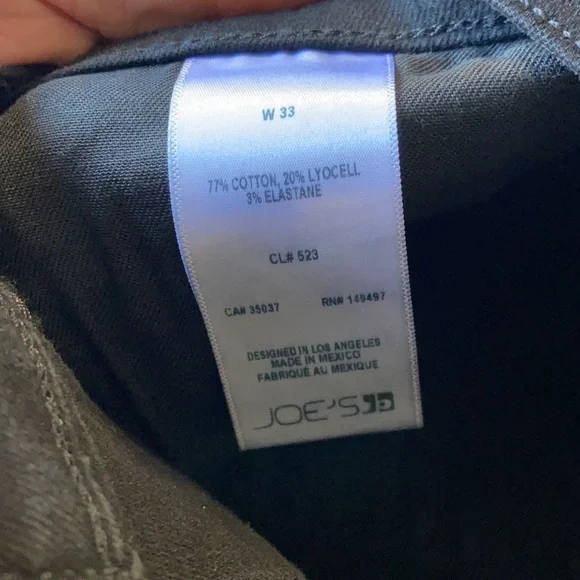 W 33
77% COTTON, 20% LYOCELL
3% ELASTANE
CL# 523
CA# 35037 RN# 149497
DESIGNED IN LOS ANGELES
MADE IN MEXICO
FABRIQUE AU MEXIQUE
JOE'S